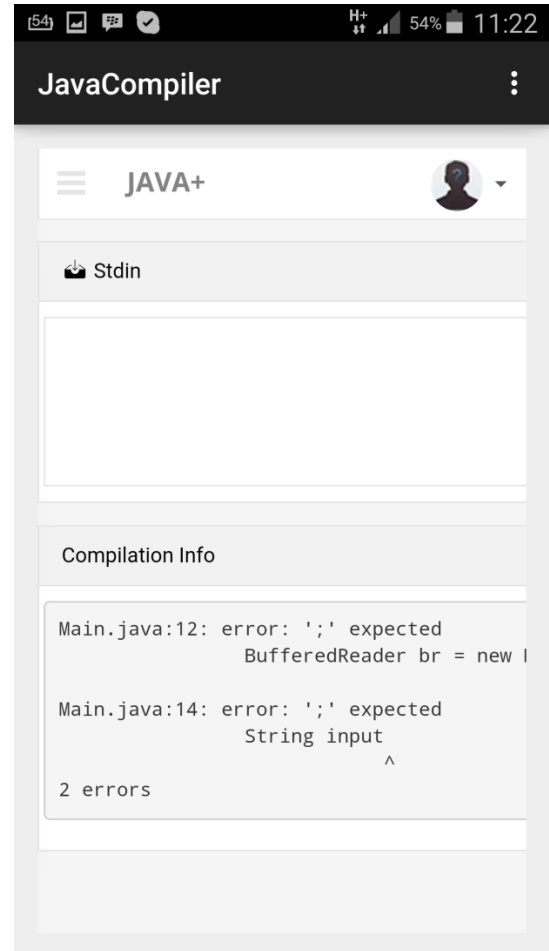 54 H+ 54% 11:22
JavaCompiler
JAVA+
Stdin
Compilation Info
Main.java:12: error: ';' expected
BufferedReader br = new
Main.java:14: error: ';' expected
String input
^
2 errors